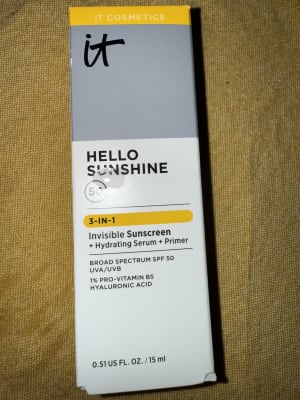 iT COSMETICS
it
HELLO
SUNSHINE
50
3-IN-1
Invisible Sunscreen
+ Hydrating Serum + Primer
BROAD SPECTRUM SPF 50
UVA/UVB
1% PRO-VITAMIN B5
HYALURONIC ACID
0.51 US FL. OZ. / 15 ml